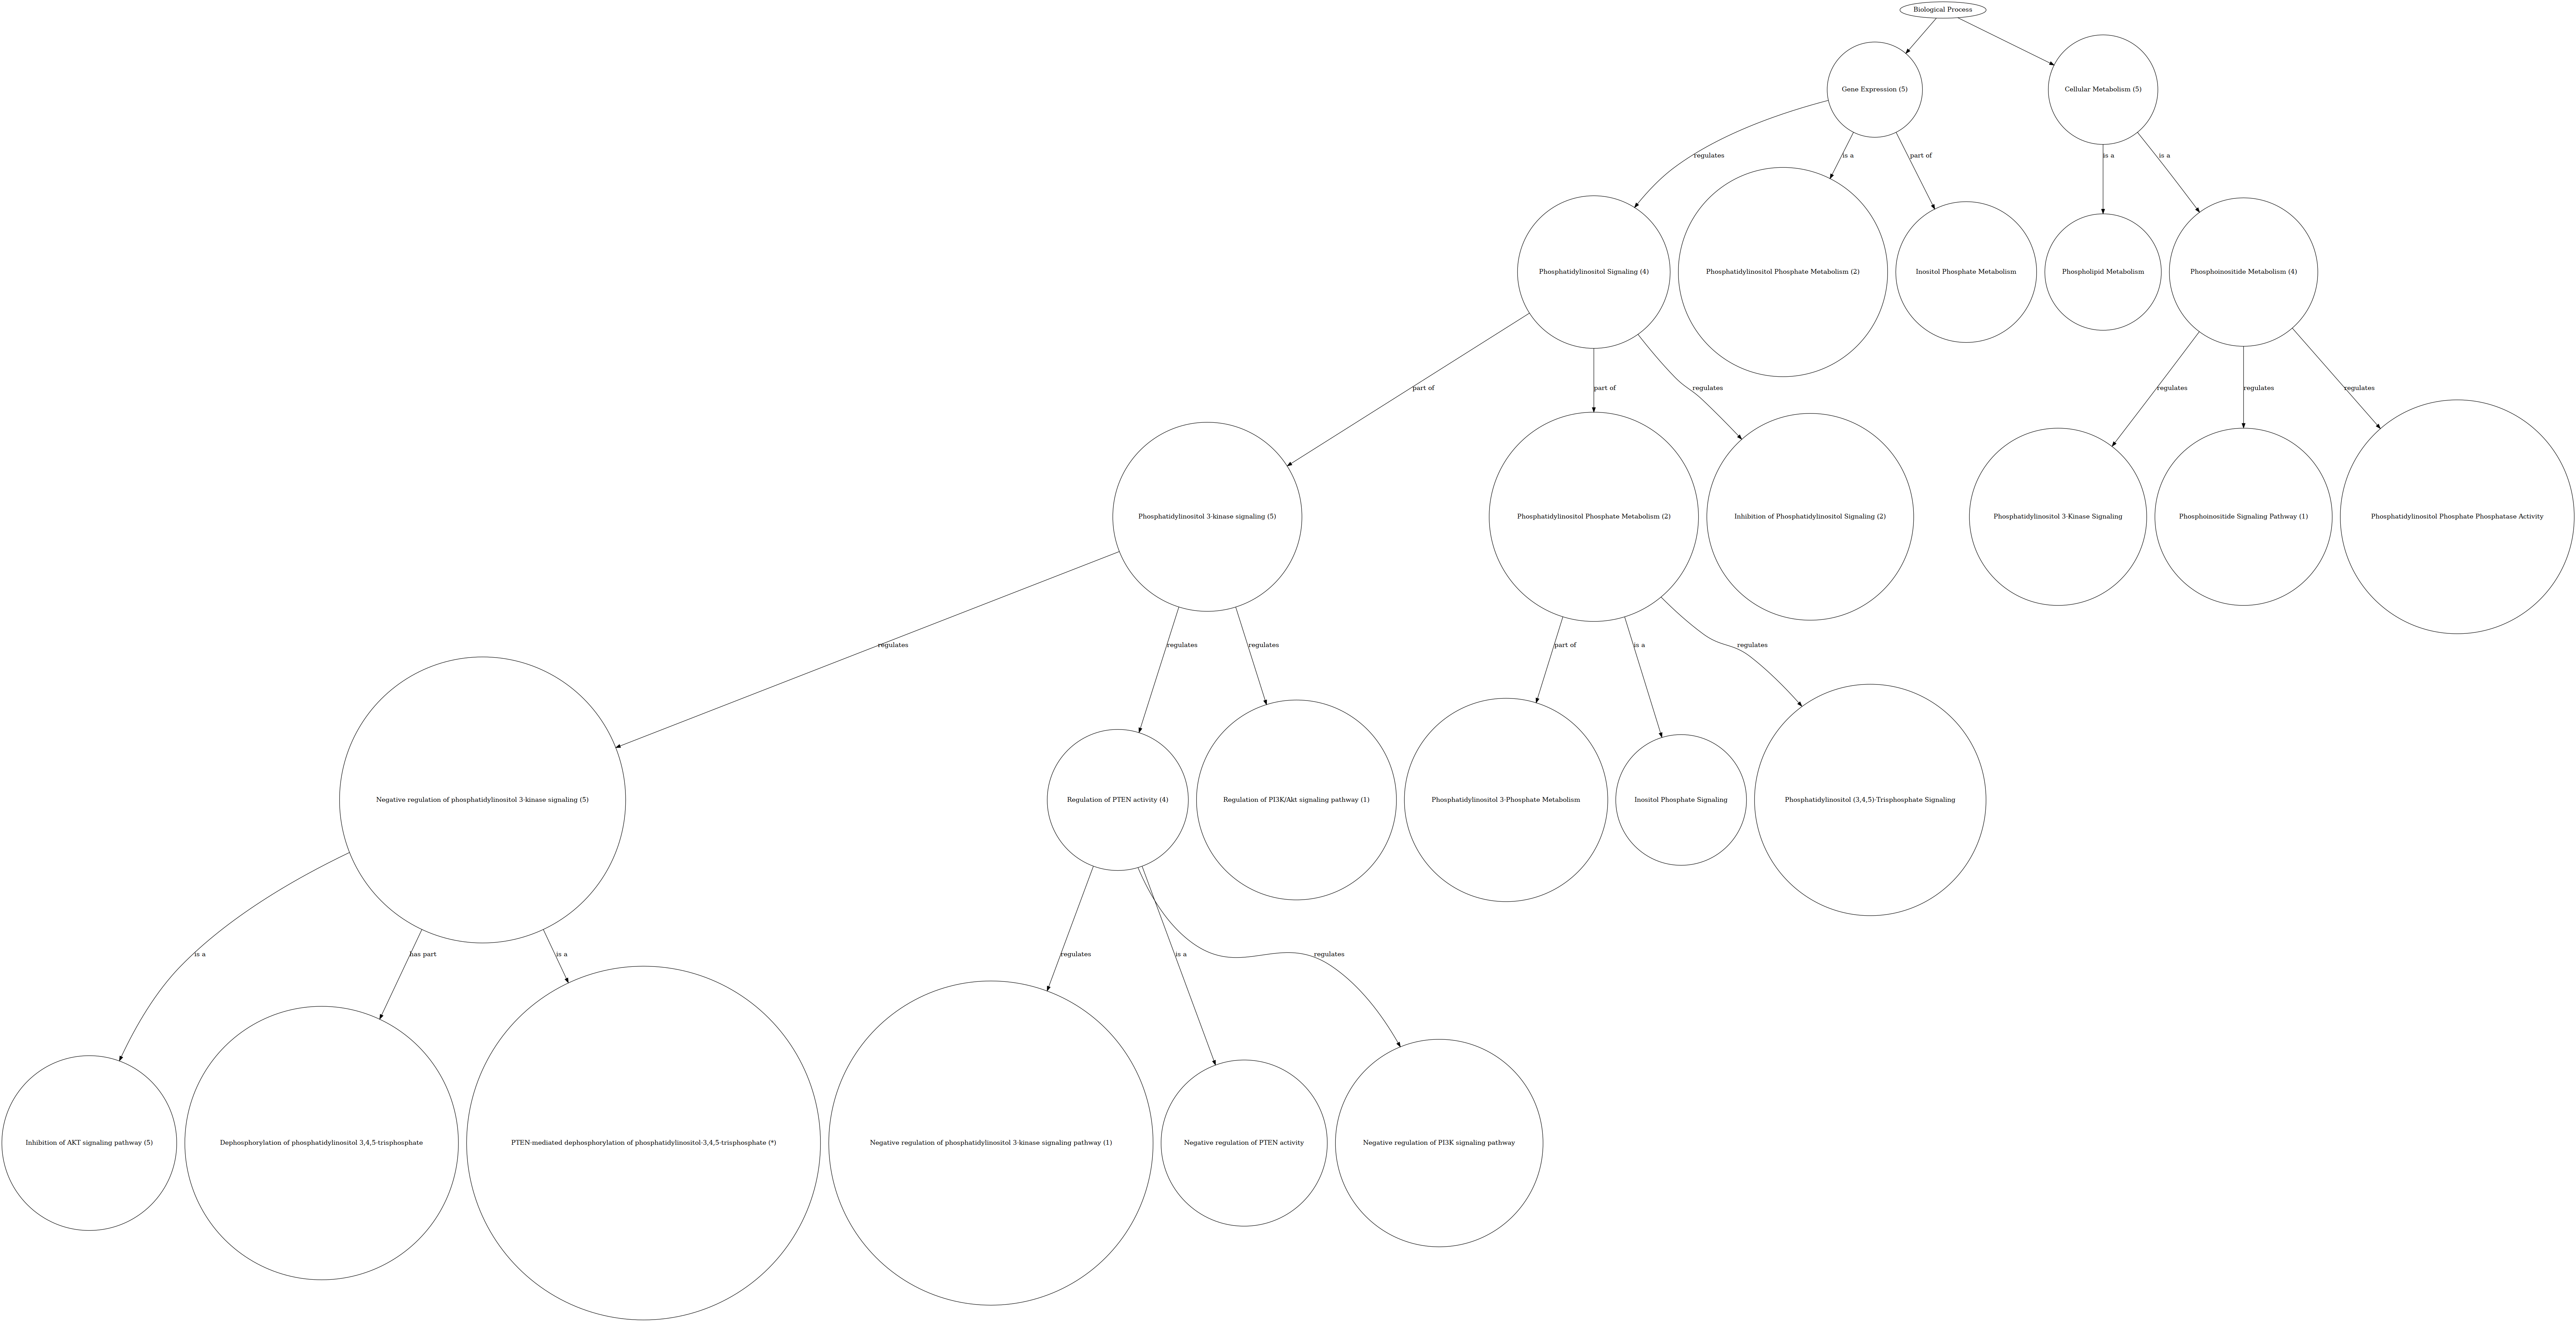 Biological Process
Gene Expression (5)
Cellular Metabolism (5)
regulates
is a
part of
is a
is a
Phosphatidylinositol Signaling (4)
Phosphatidylinositol Phosphate Metabolism (2)
Inositol Phosphate Metabolism
Phospholipid Metabolism
Phosphoinositide Metabolism (4)
part of
part of
regulates
regulates
regulates
regulates
Phosphatidylinositol 3-kinase signaling (5)
Phosphatidylinositol Phosphate Metabolism (2)
Inhibition of Phosphatidylinositol Signaling (2)
Phosphatidylinositol 3-Kinase Signaling
Phosphoinositide Signaling Pathway (1)
Phosphatidylinositol Phosphate Phosphatase Activity
regulates
regulates
regulates
part of
is a
regulates
Negative regulation of phosphatidylinositol 3-kinase signaling (5)
Regulation of PTEN activity (4)
Regulation of PI3K/Akt signaling pathway (1)
Phosphatidylinositol 3-Phosphate Metabolism
Inositol Phosphate Signaling
Phosphatidylinositol (3,4,5)-Trisphosphate Signaling
is a
has part
is a
regulates
is a
regulates
Inhibition of AKT signaling pathway (5)
Dephosphorylation of phosphatidylinositol 3,4,5-trisphosphate
PTEN-mediated dephosphorylation of phosphatidylinositol-3,4,5-trisphosphate (*)
Negative regulation of phosphatidylinositol 3-kinase signaling pathway (1)
Negative regulation of PTEN activity
Negative regulation of PI3K signaling pathway